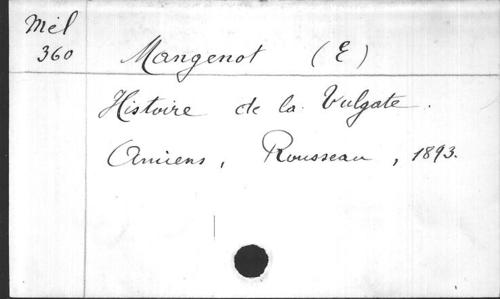 Mél
360
Mangenot (E)
Histoire de la Vulgate.
Amiens, Rousseau, 1893.